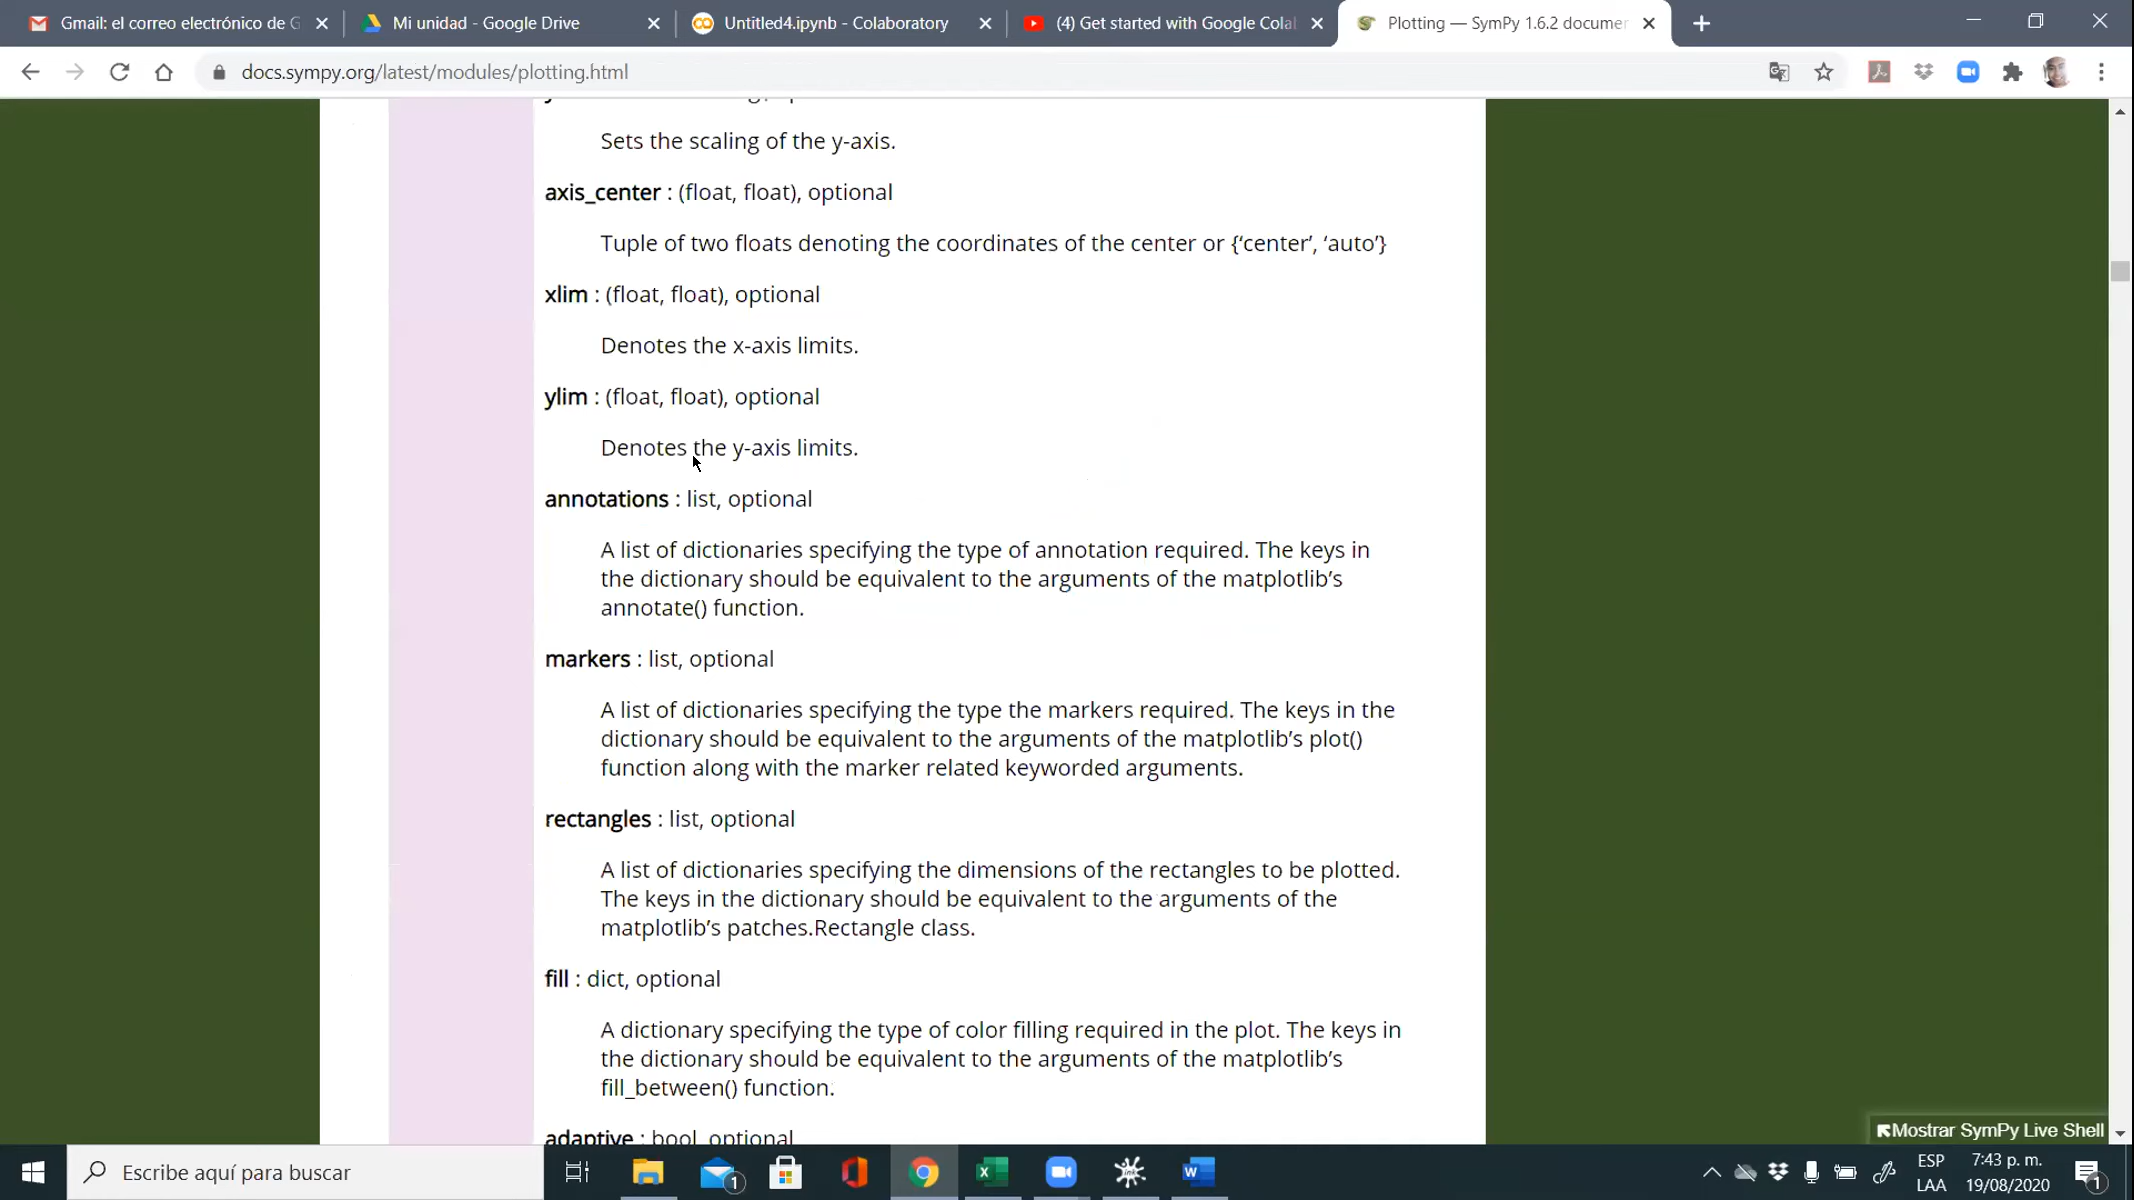 Gmail: el correo electrónico de G
Mi unidad - Google Drive
Untitled4.ipynb - Colaboratory
(4) Get started with Google Cola
Plotting — SymPy 1.6.2 documen
docs.sympy.org/latest/modules/plotting.html
Sets the scaling of the y-axis.
axis_center : (float, float), optional
Tuple of two floats denoting the coordinates of the center or {‘center’, ‘auto’}
xlim : (float, float), optional
Denotes the x-axis limits.
ylim : (float, float), optional
Denotes the y-axis limits.
annotations : list, optional
A list of dictionaries specifying the type of annotation required. The keys in
the dictionary should be equivalent to the arguments of the matplotlib’s
annotate() function.
markers : list, optional
A list of dictionaries specifying the type the markers required. The keys in the
dictionary should be equivalent to the arguments of the matplotlib’s plot()
function along with the marker related keyworded arguments.
rectangles : list, optional
A list of dictionaries specifying the dimensions of the rectangles to be plotted.
The keys in the dictionary should be equivalent to the arguments of the
matplotlib’s patches.Rectangle class.
fill : dict, optional
A dictionary specifying the type of color filling required in the plot. The keys in
the dictionary should be equivalent to the arguments of the matplotlib’s
fill_between() function.
adaptive : bool, optional
Mostrar SymPy Live Shell
Escribe aquí para buscar
1
ESP
LAA
7:43 p. m.
19/08/2020
1